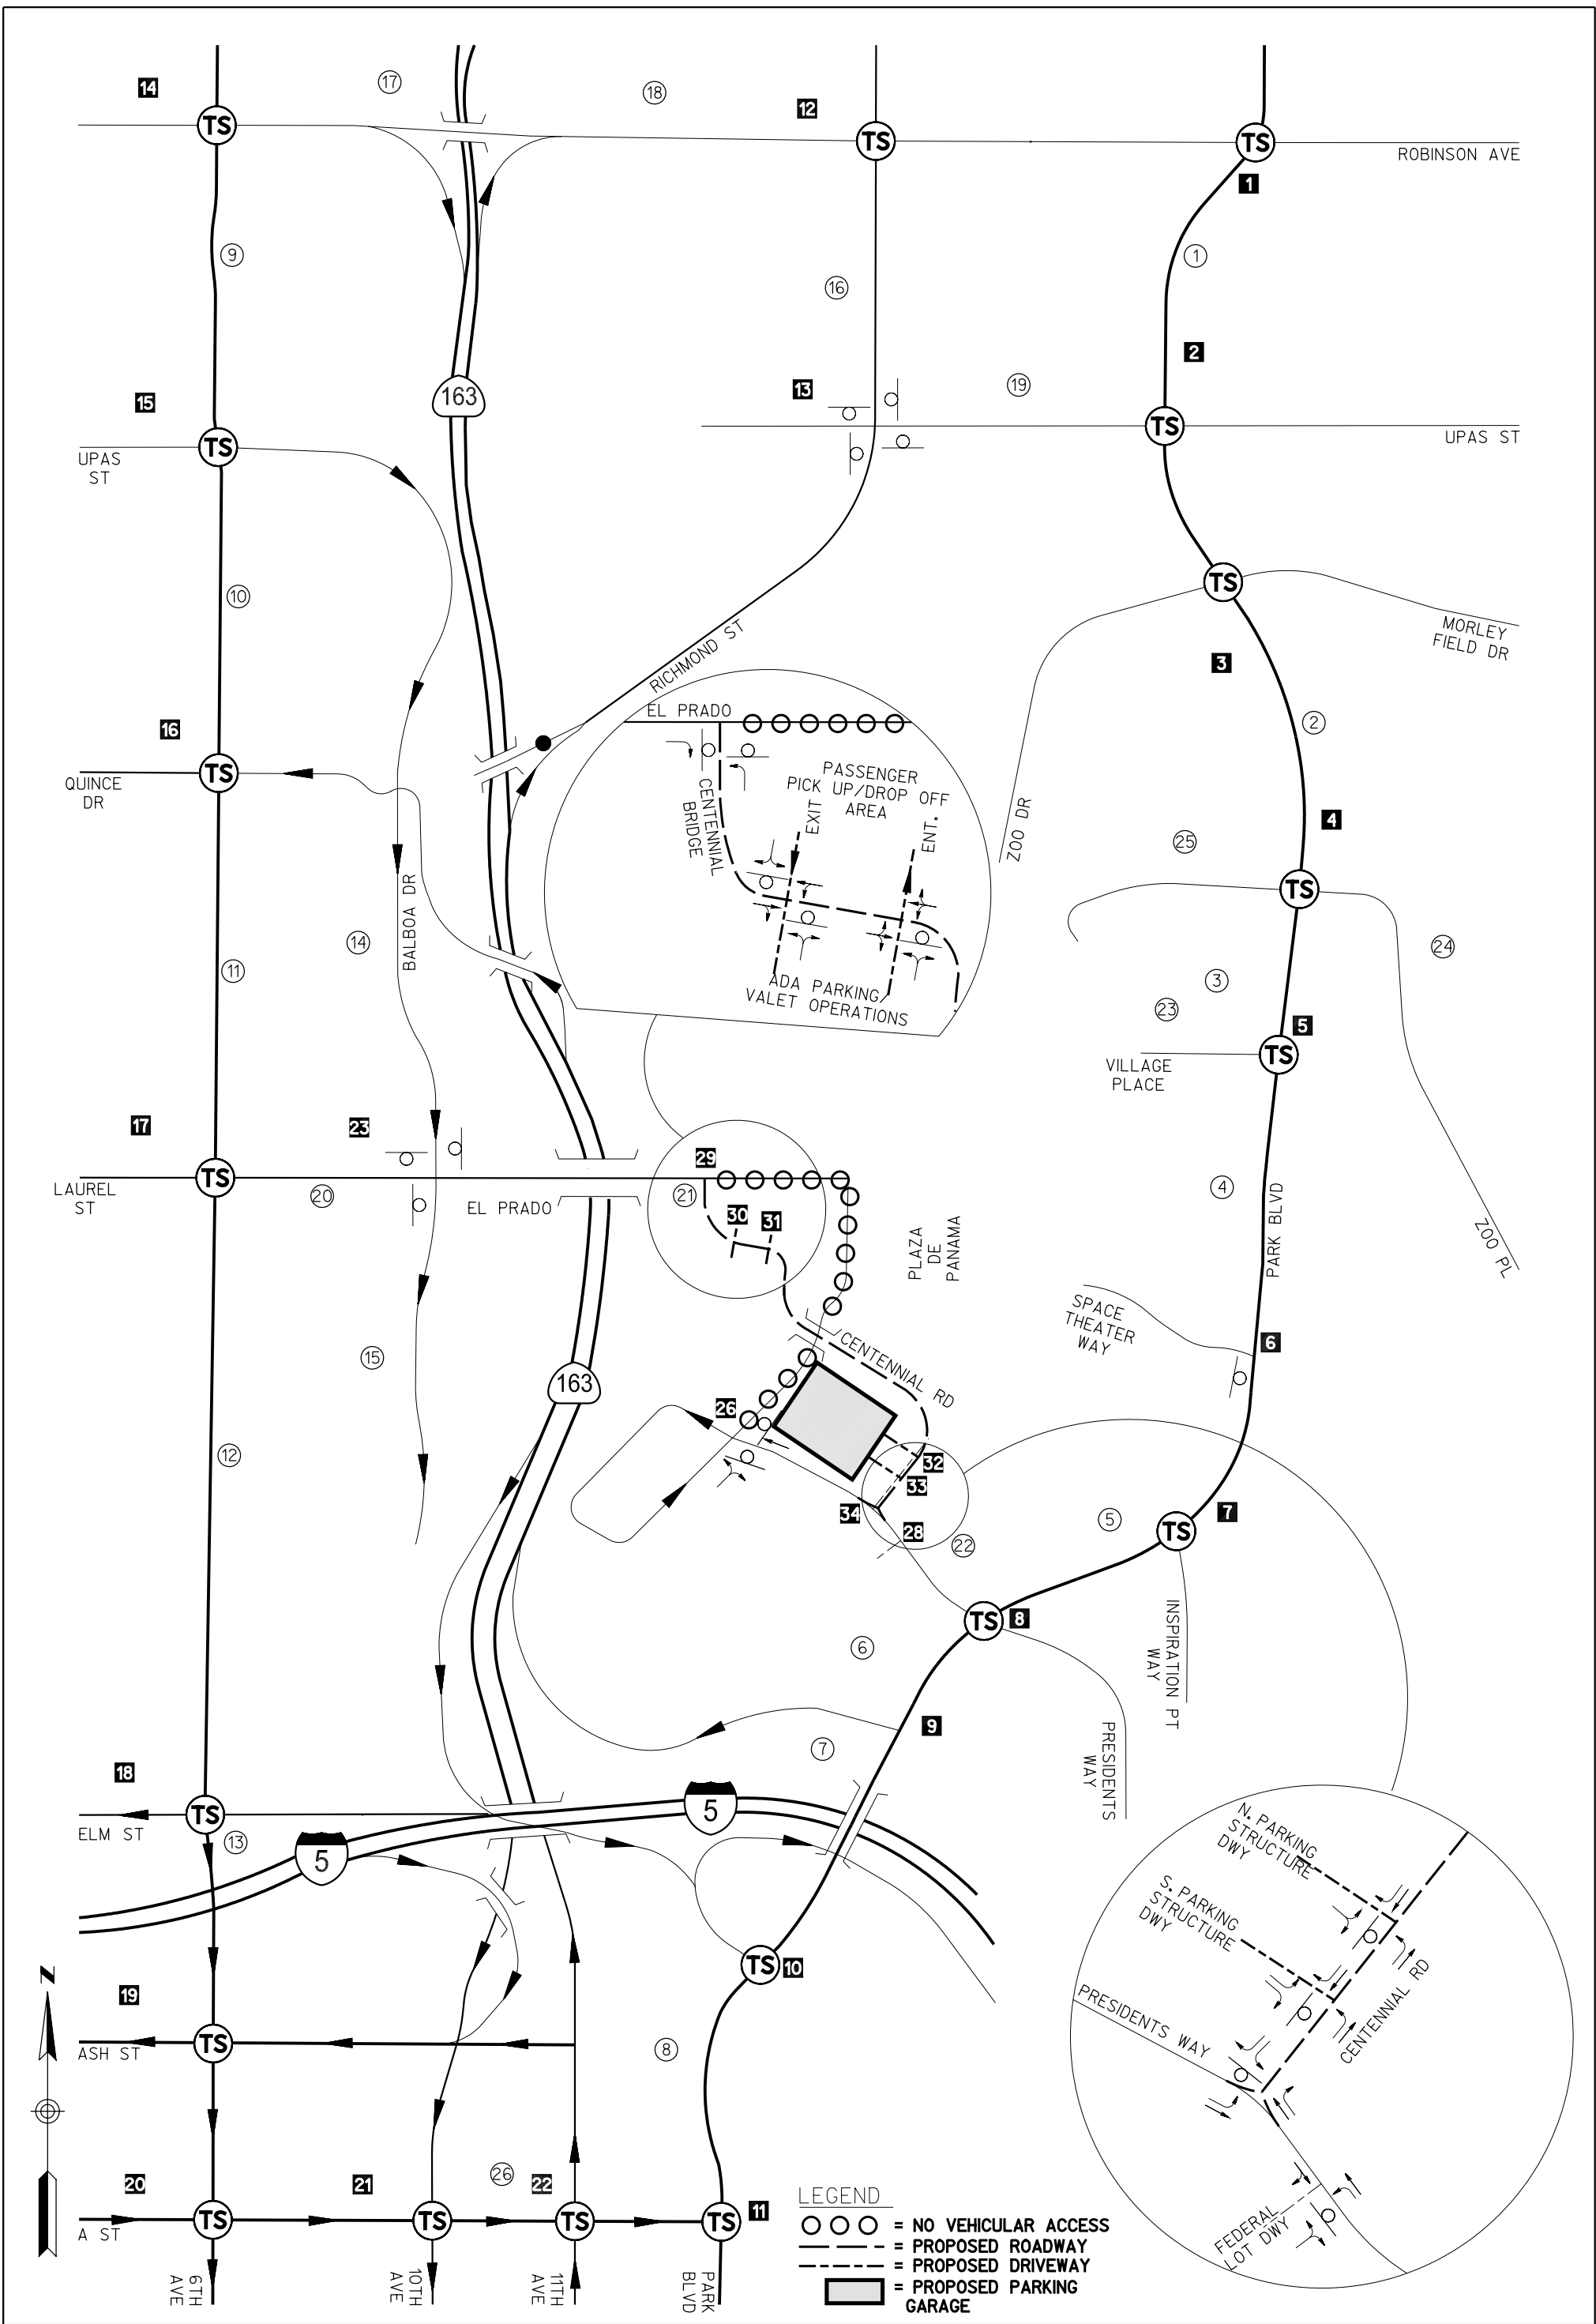 14
17
18
12
TS
TS
TS
ROBINSON AVE
1
9
1
16
2
163
15
13
19
TS
TS
UPAS
ST
UPAS ST
TS
10
MORLEY
FIELD DR
RICHMOND ST
3
EL PRADO
16
2
TS
QUINCE
DR
PASSENGER
PICK UP/DROP OFF
AREA
CENTENNIAL
BRIDGE
EXIT
ENT.
ZOO DR
4
25
TS
BALBOA DR
14
24
11
3
ADA PARKING/
VALET OPERATIONS
23
5
TS
VILLAGE
PLACE
17
23
29
TS
LAUREL
ST
20
EL PRADO
21
30
31
PLAZA
DE
PANAMA
4
PARK BLVD
ZOO PL
SPACE
THEATER
WAY
6
15
163
CENTENNIAL RD
26
12
32
33
34
28
22
5
7
TS
TS
8
INSPIRATION PT
WAY
6
9
PRESIDENTS
WAY
7
18
5
TS
ELM ST
13
5
N. PARKING
STRUCTURE
DWY
S. PARKING
STRUCTURE
DWY
TS
10
N
PRESIDENTS WAY
CENTENNIAL RD
19
TS
ASH ST
8
20
21
26
22
11
TS
TS
TS
TS
A ST
FEDERAL
LOT DWY
6TH
AVE
10TH
AVE
11TH
AVE
PARK
BLVD
LEGEND
= NO VEHICULAR ACCESS
= PROPOSED ROADWAY
= PROPOSED DRIVEWAY
= PROPOSED PARKING
GARAGE